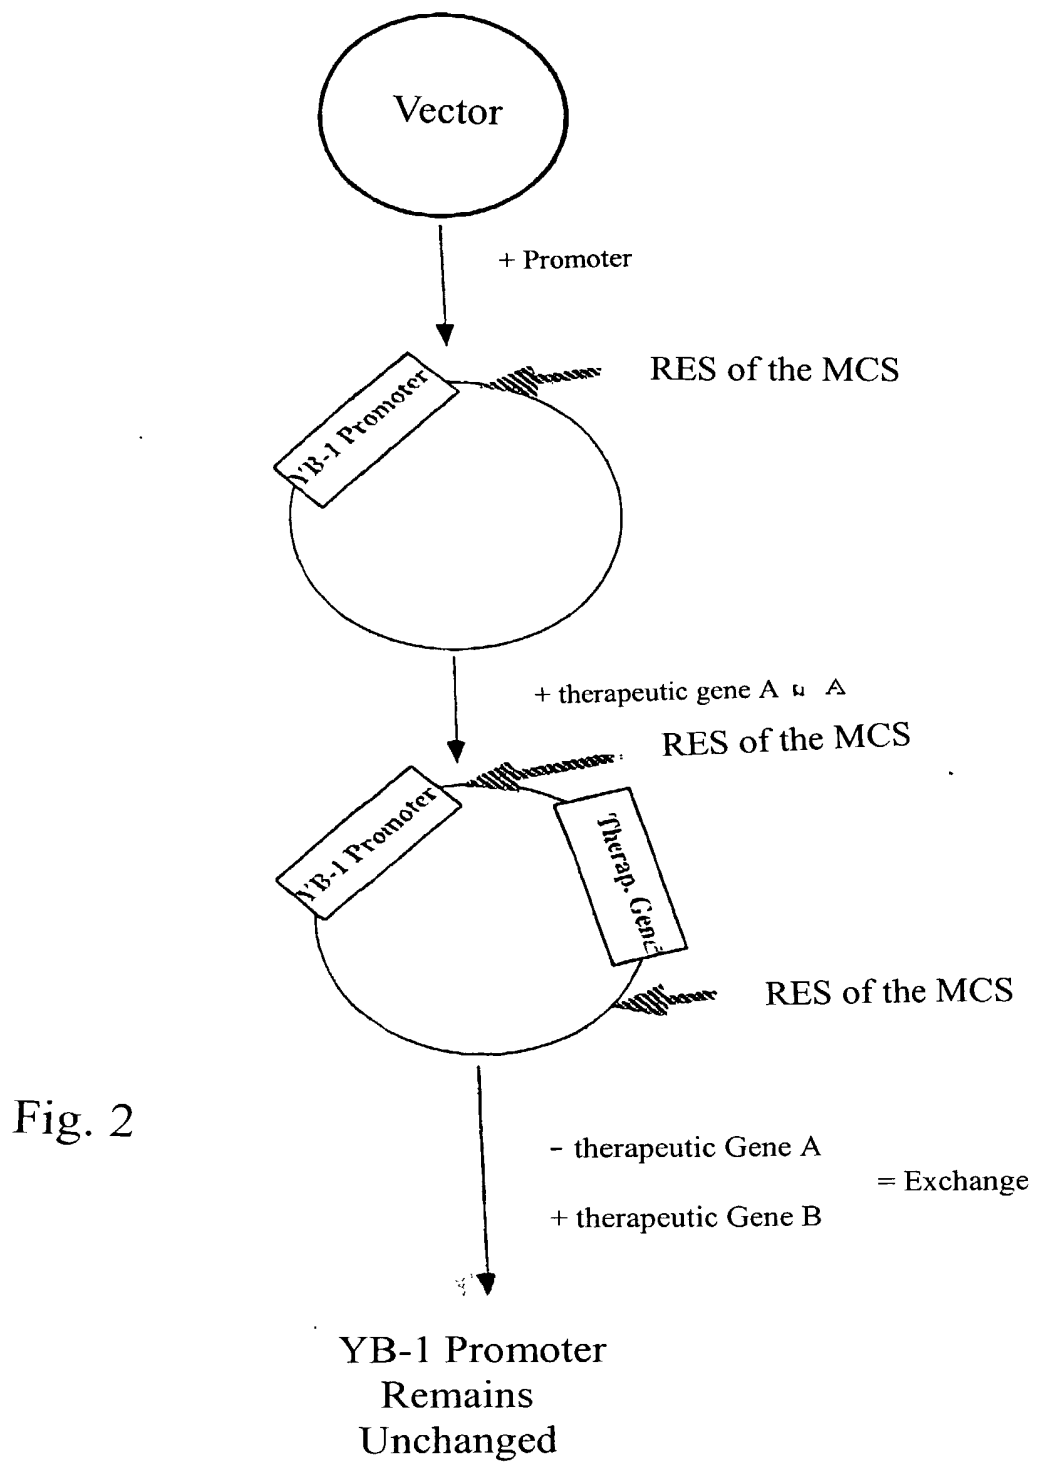 Vector
+ Promoter
RES of the MCS
YB-1 Promoter
+ therapeutic gene A
RES of the MCS
YB-1 Promoter
Therap. Gene
RES of the MCS
Fig. 2
- therapeutic Gene A
= Exchange
+ therapeutic Gene B
YB-1 Promoter
Remains
Unchanged